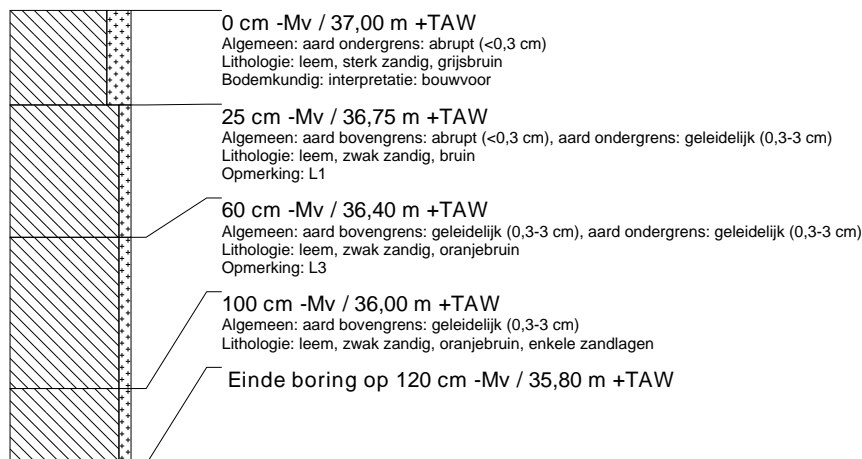 0 cm -Mv / 37,00 m +TAW
Algemeen: aard ondergrens: abrupt (<0,3 cm)
Lithologie: leem, sterk zandig, grijsbruin
Bodemkundig: interpretatie: bouwvoor
25 cm -Mv / 36,75 m +TAW
Algemeen: aard bovengrens: abrupt (<0,3 cm), aard ondergrens: geleidelijk (0,3-3 cm)
Lithologie: leem, zwak zandig, bruin
Opmerking: L1
60 cm -Mv / 36,40 m +TAW
Algemeen: aard bovengrens: geleidelijk (0,3-3 cm), aard ondergrens: geleidelijk (0,3-3 cm)
Lithologie: leem, zwak zandig, oranjebruin
Opmerking: L3
100 cm -Mv / 36,00 m +TAW
Algemeen: aard bovengrens: geleidelijk (0,3-3 cm)
Lithologie: leem, zwak zandig, oranjebruin, enkele zandlagen
Einde boring op 120 cm -Mv / 35,80 m +TAW